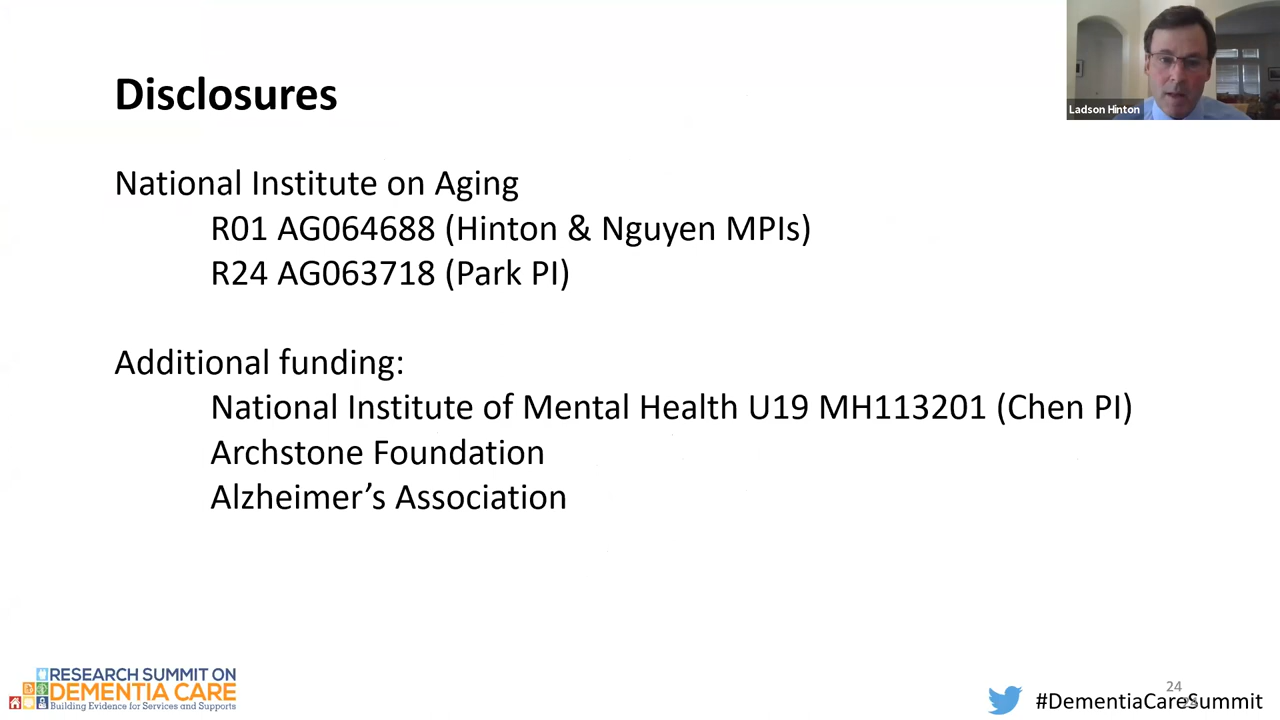 Disclosures
Ladson Hinton
National Institute on Aging
R01 AG064688 (Hinton & Nguyen MPIs)
R24 AG063718 (Park PI)
Additional funding:
National Institute of Mental Health U19 MH113201 (Chen PI)
Archstone Foundation
Alzheimer’s Association
RESEARCH SUMMIT ON
DEMENTIA CARE
Building Evidence for Services and Supports
24
#DementiaCareSummit